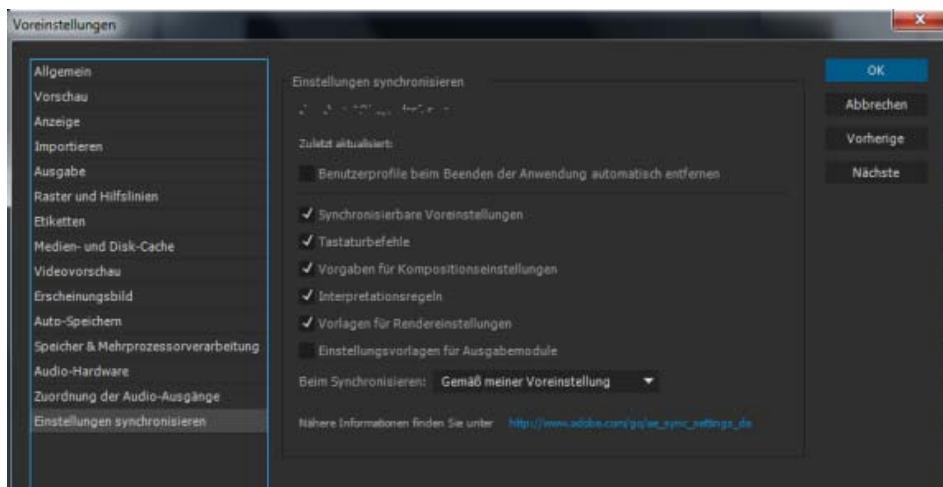 Voreinstellungen
Allgemein
Vorschau
Anzeige
Importieren
Ausgabe
Raster und Hilfslinien
Etiketten
Medien- und Disk-Cache
Videovorschau
Erscheinungsbild
Auto-Speichern
Speicher & Mehrprozessorverarbeitung
Audio-Hardware
Zuordnung der Audio-Ausgänge
Einstellungen synchronisieren
Einstellungen synchronisieren
Zuletzt aktualisiert:
Benutzerprofile beim Beenden der Anwendung automatisch entfernen
Synchronisierbare Voreinstellungen
Tastaturbefehle
Vorgaben für Kompositionseinstellungen
Interpretationsregeln
Vorlagen für Rendereinstellungen
Einstellungsvorlagen für Ausgabemodule
Beim Synchronisieren: Gemäß meiner Voreinstellung
Nähere Informationen finden Sie unter http://www.adobe.com/go/ae_sync_settings_de
OK
Abbrechen
Vorherige
Nächste